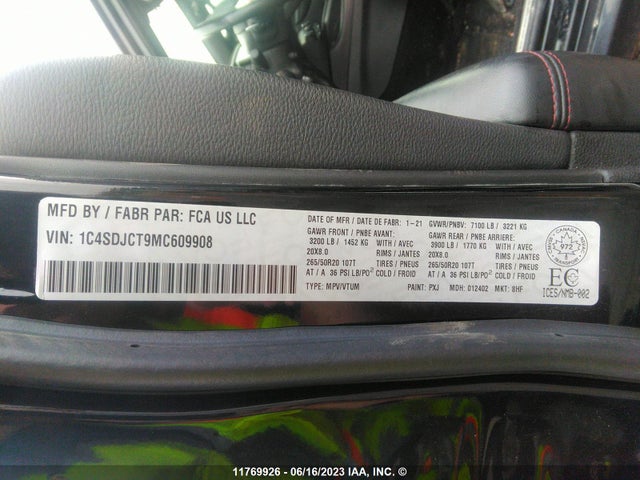 MFD BY / FABR PAR: FCA US LLC
VIN: 1C4SDJCT9MC609908
DATE OF MFR / DATE DE FABR: 1-21
GVWR/PNBV: 7100 LB / 3221 KG
GAWR FRONT / PNBE AVANT:
3200 LB / 1452 KG WITH / AVEC
20X8.0 RIMS / JANTES
265/50R20 107T TIRES / PNEUS
AT / A 36 PSI LB/PO² COLD / FROID
GAWR REAR / PNBE ARRIERE:
3900 LB / 1770 KG WITH / AVEC
20X8.0 RIMS / JANTES
265/50R20 107T TIRES / PNEUS
AT / A 36 PSI LB/PO² COLD / FROID
TYPE: MPV/VTUM PAINT: PXJ MDH: 012402 MKT: BHF
CANADA
972
EC
ICES/NMB-002
11769926 - 06/16/2023 IAA, INC. ©